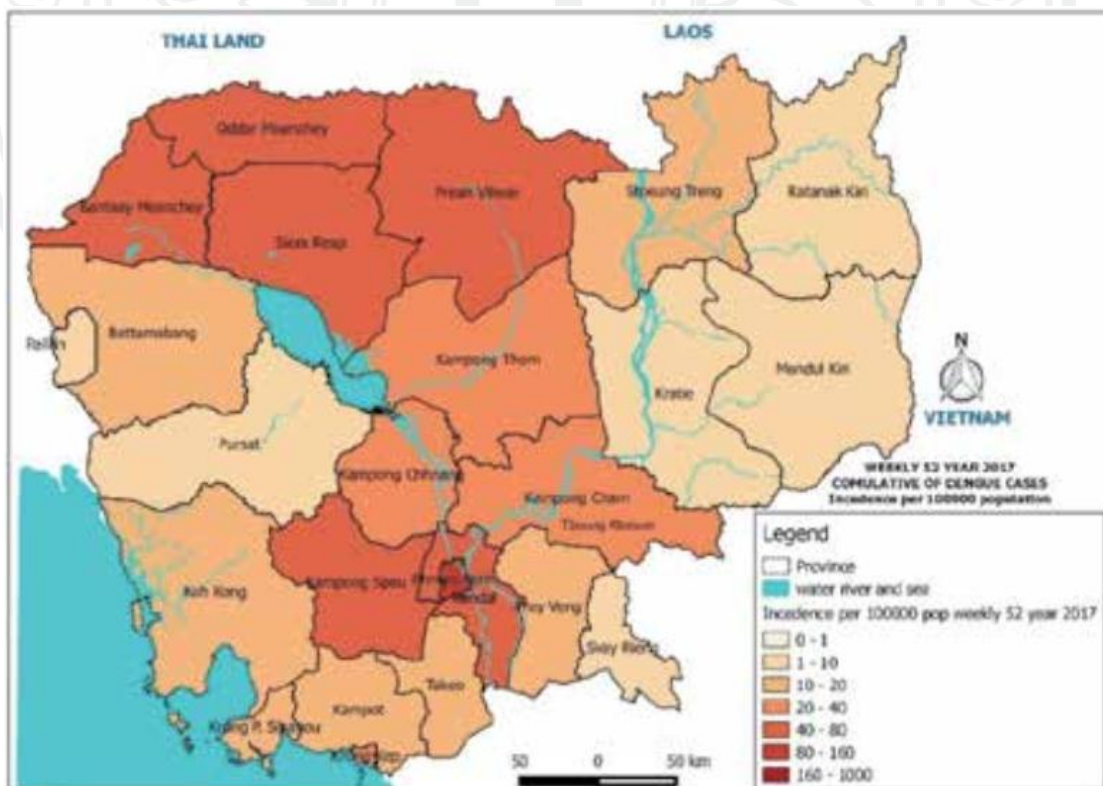 THAI LAND
LAOS
Oddar Meanchey
Preah Vihear
Stoeung Treng
Ratanak Kiri
Banteay Meanchey
Siem Reap
Battamabang
Pailin
Kampong Thom
Kratie
Mondul Kiri
N
VIETNAM
Pursat
Kampong Chhnang
Kampong Cham
Tboung Khmum
WEEKLY 52 YEAR 2017
COMULATIVE OF DENGUE CASES
Incidence per 100000 population
Koh Kong
Kampong Speu
Kandal
Prey Veng
Svay Rieng
Takeo
Kampot
Legend
Province
water river and sea
Incedence per 100000 pop weekly 52 year 2017
0 - 1
1 - 10
10 - 20
20 - 40
40 - 80
80 - 160
160 - 1000
50 0 50 km